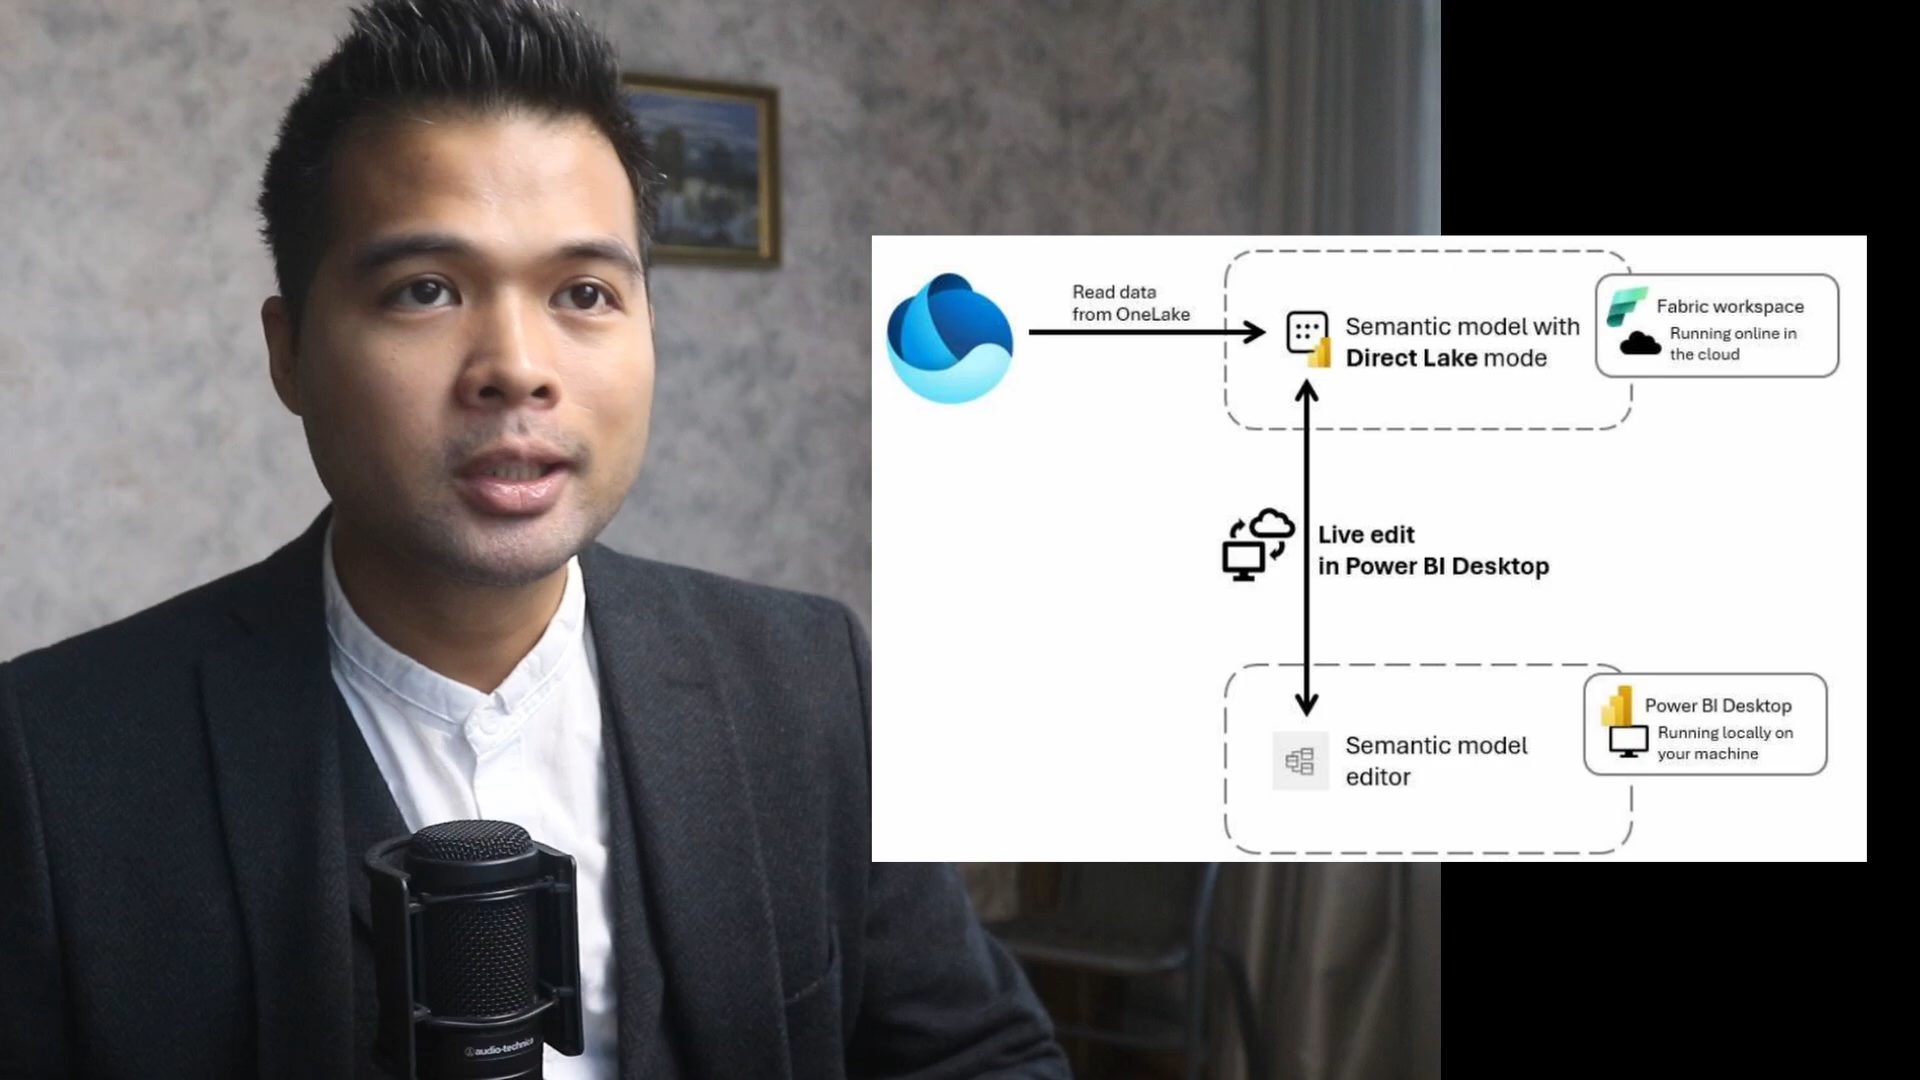 Read data
from OneLake
Semantic model with
Direct Lake mode
Fabric workspace
Running online in
the cloud
Live edit
in Power BI Desktop
Semantic model
editor
Power BI Desktop
Running locally on
your machine
audio-technica